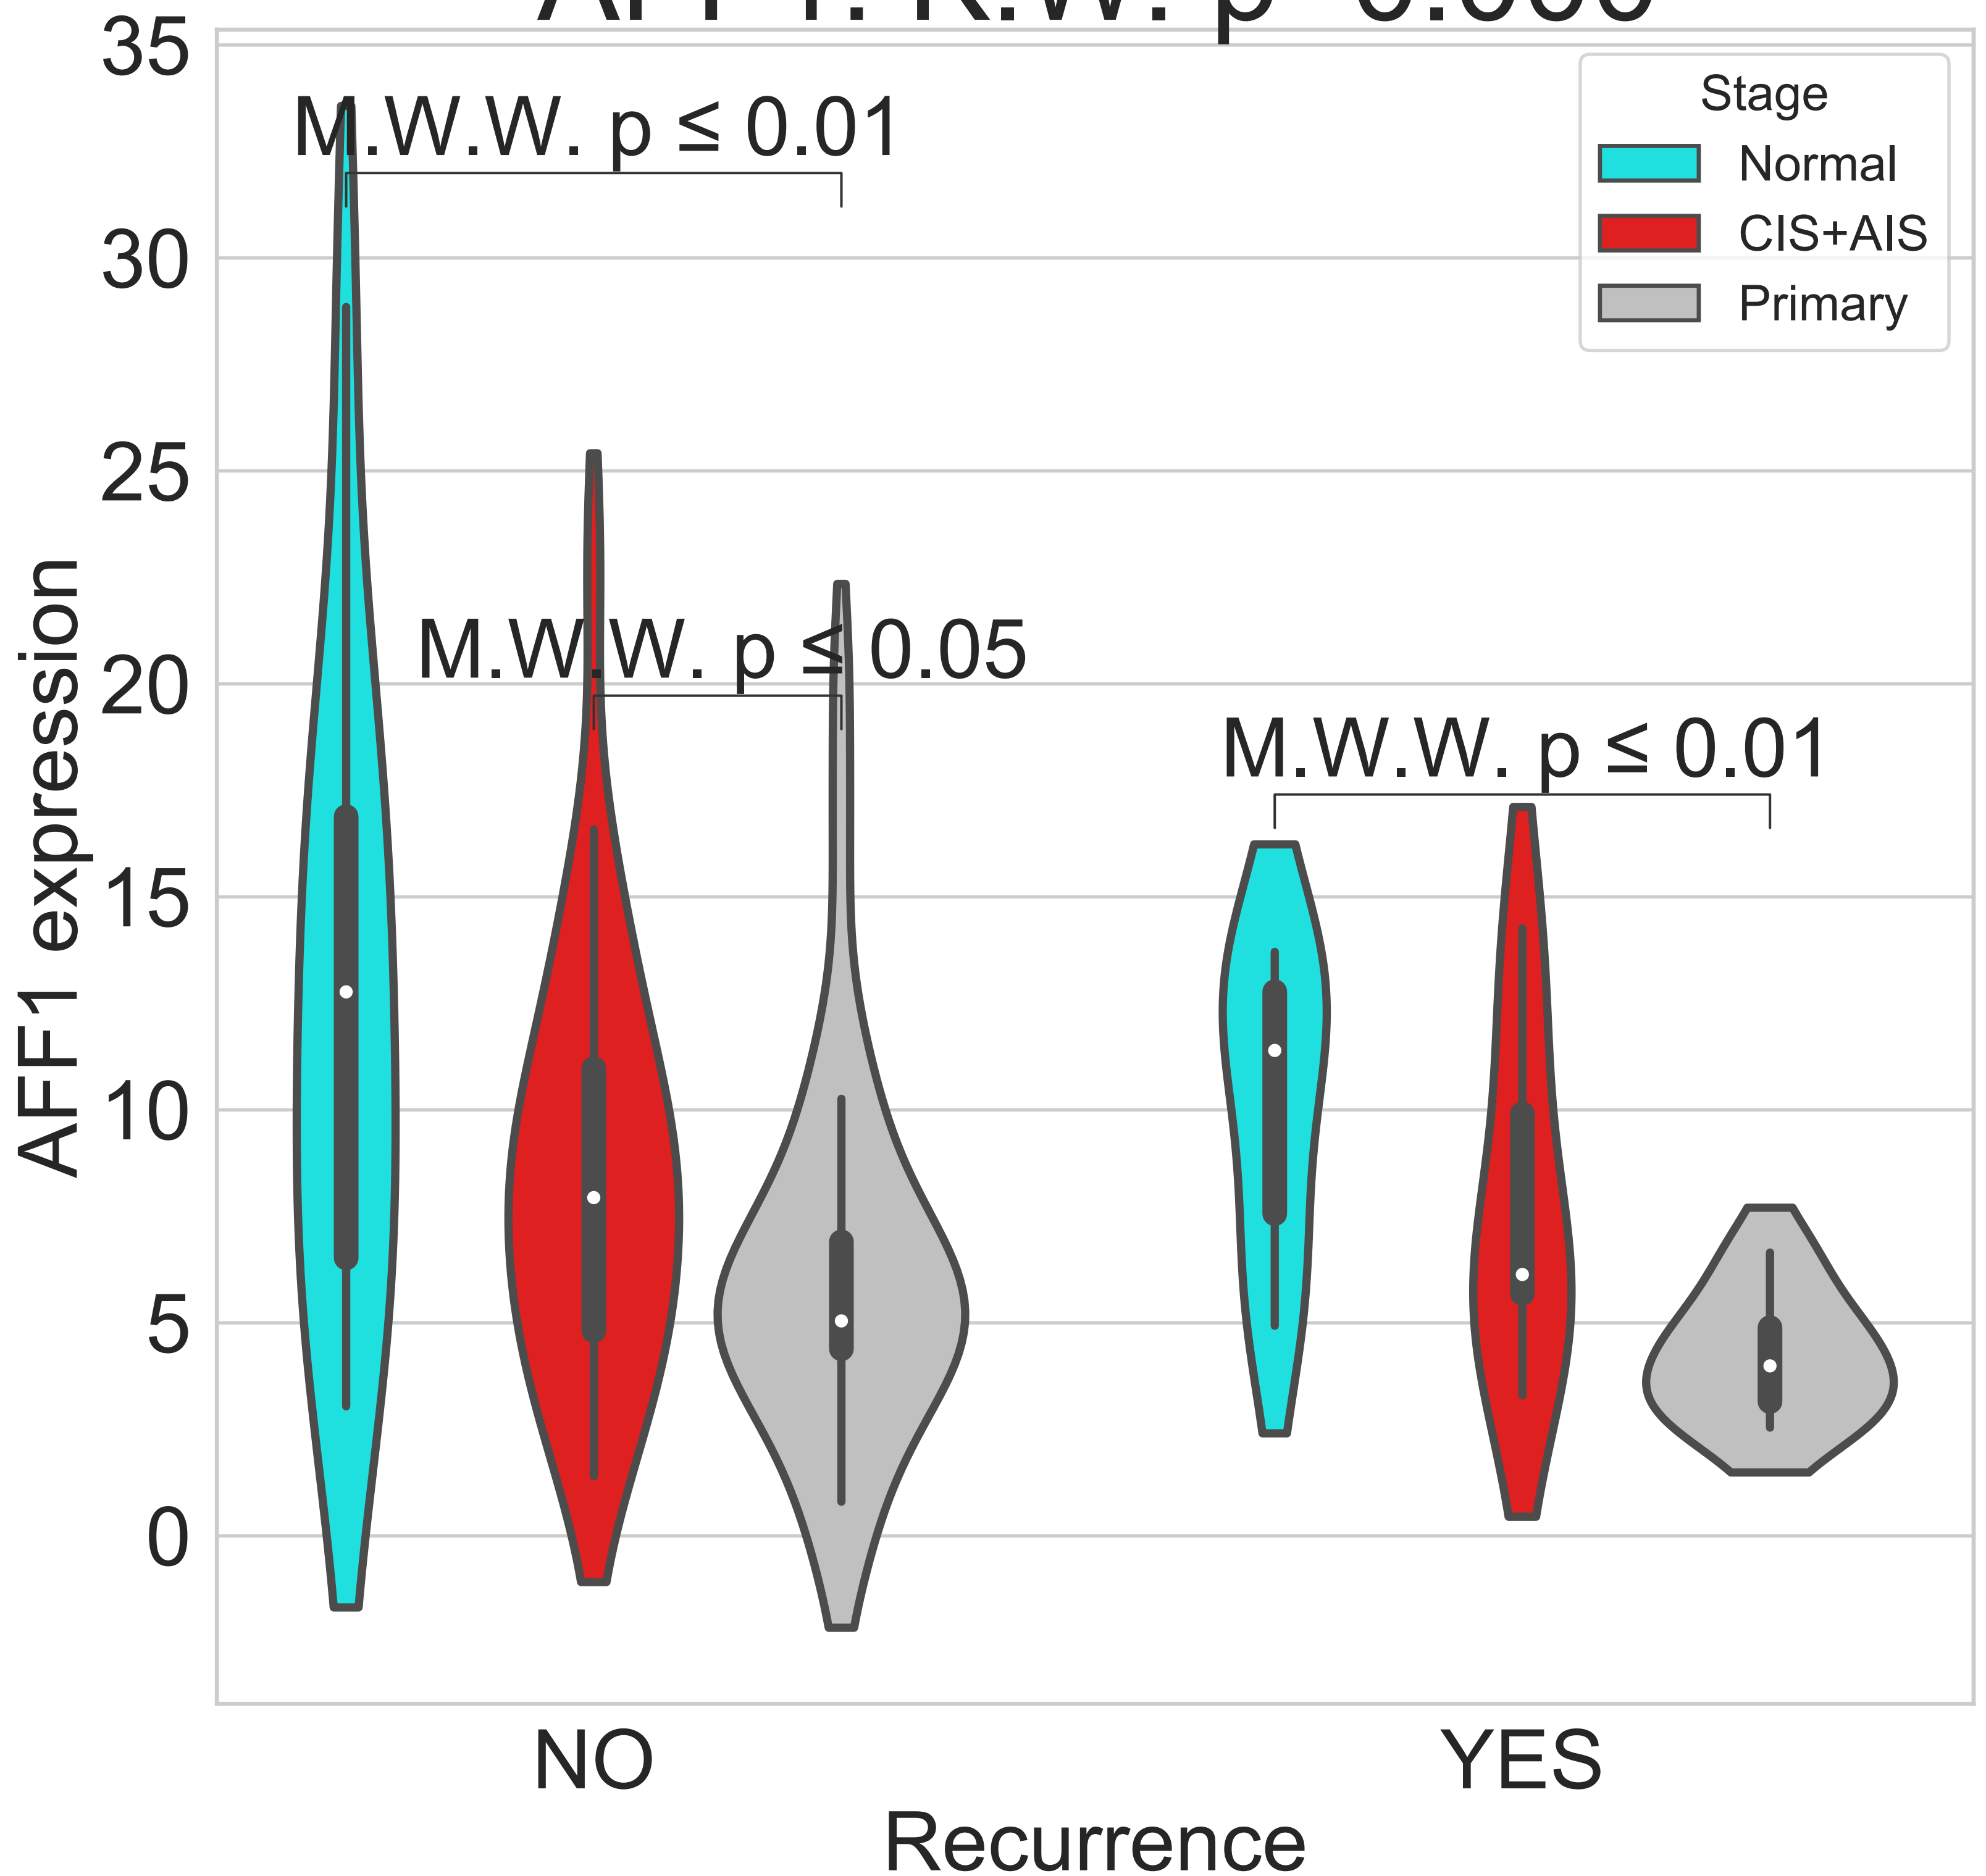 35
M.W.W. p ≤ 0.01
Stage
Normal
CIS+AIS
Primary
30
25
M.W.W. p ≤ 0.05
20
M.W.W. p ≤ 0.01
15
10
5
0
AFF1 expression
NO
YES
Recurrence